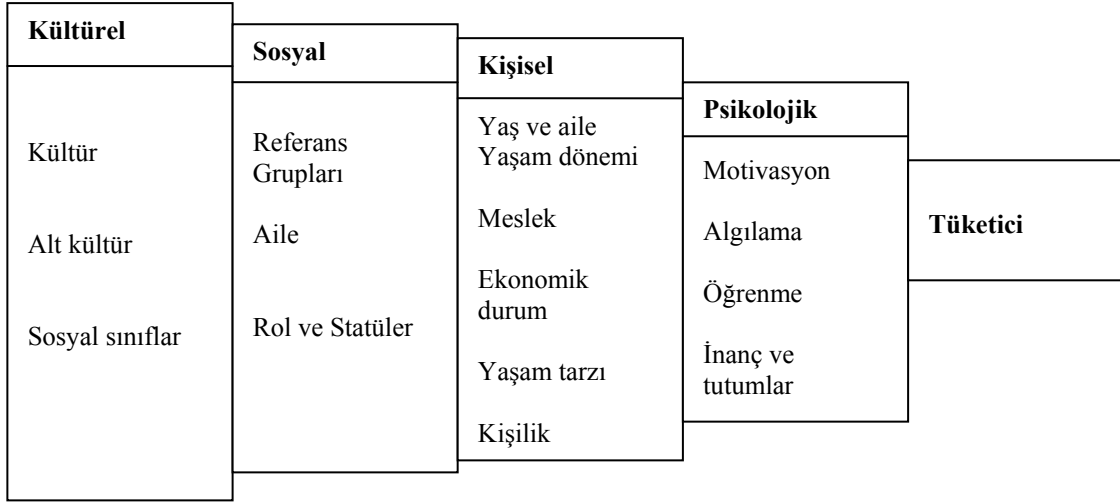 Kültürel
Kültür
Alt kültür
Sosyal sınıflar
Sosyal
Referans
Grupları
Aile
Rol ve Statüler
Kişisel
Yaş ve aile
Yaşam dönemi
Meslek
Ekonomik
durum
Yaşam tarzı
Kişilik
Psikolojik
Motivasyon
Algılama
Öğrenme
İnanç ve
tutumlar
Tüketici